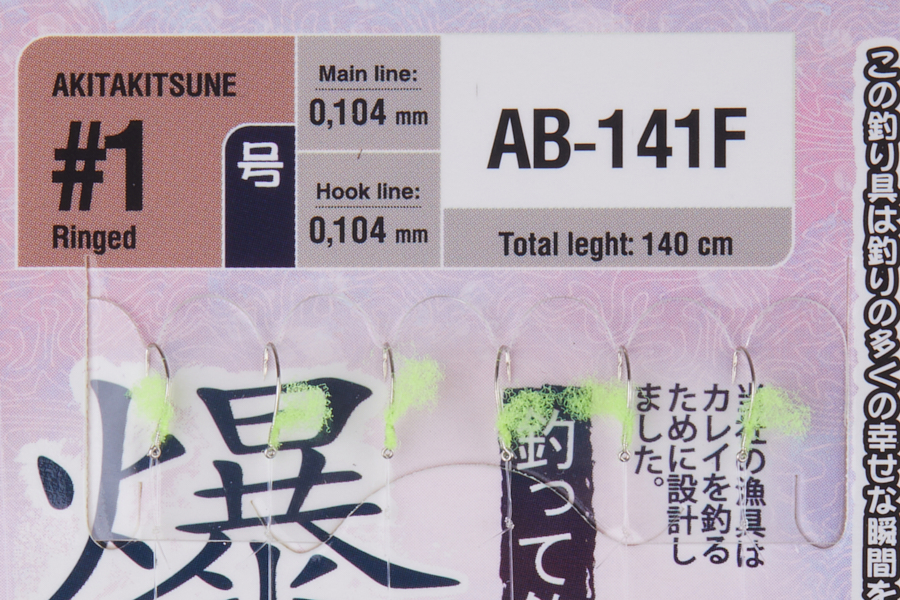 AKITAKITSUNE
#1
Ringed
号
Main line:
0,104 mm
Hook line:
0,104 mm
AB-141F
Total leght: 140 cm
この釣り具は釣りの多くの幸せな瞬間を
当社の漁具は
カレイを釣る
ために設計し
ました。
釣って
爆